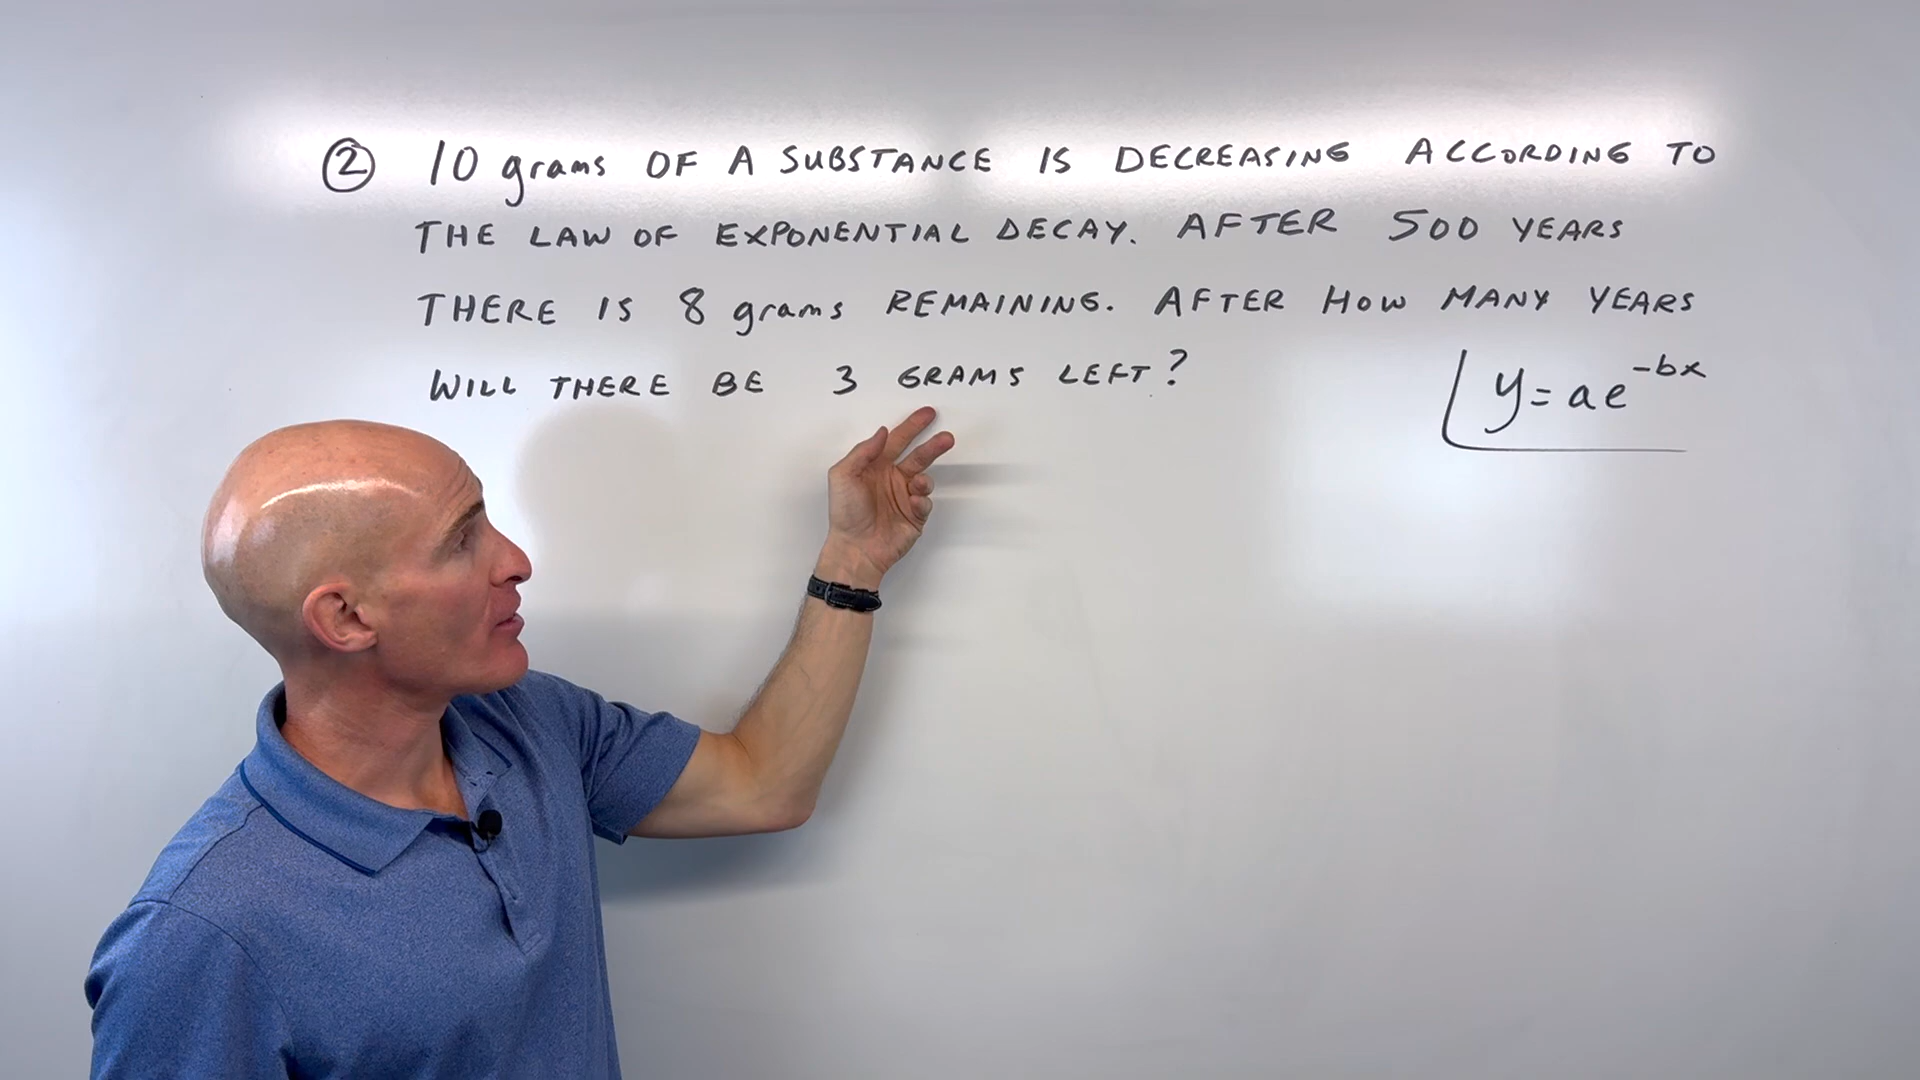 ② 10 grams OF A SUBSTANCE IS DECREASING ACCORDING TO
THE LAW OF EXPONENTIAL DECAY. AFTER 500 YEARS
THERE IS 8 grams REMAINING. AFTER HOW MANY YEARS
WILL THERE BE 3 GRAMS LEFT?
y=ae^{-bx}